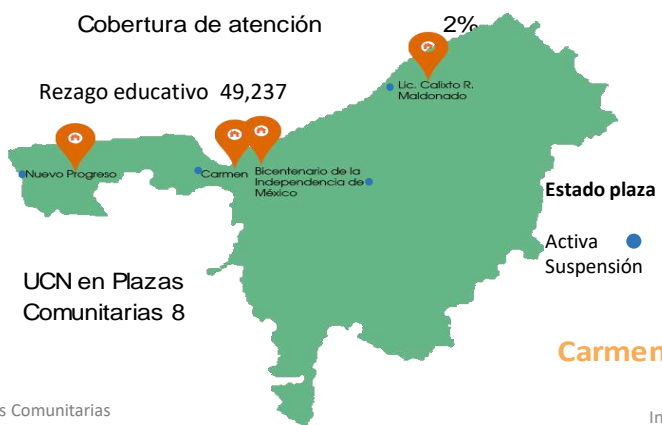 Cobertura de atención 2%
Rezago educativo 49,237
Lic. Calixto R.
Maldonado
Nuevo Progreso
Carmen
Bicentenario de la
Independencia de
México
Estado plaza
Activa
Suspensión
UCN en Plazas
Comunitarias 8
Carmen
s Comunitarias
In